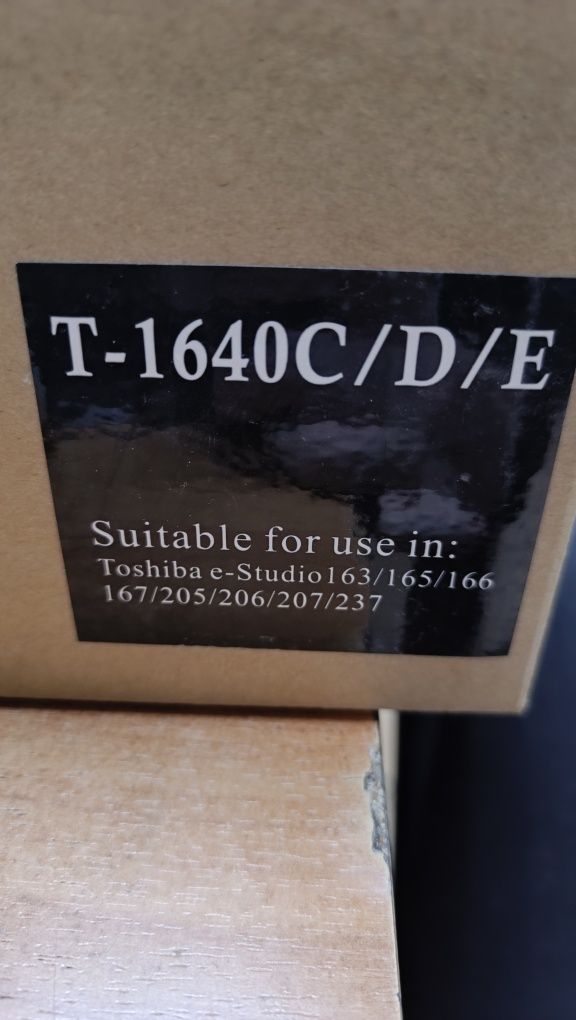 T-1640C/D/E
Suitable for use in:
Toshiba e-Studio163/165/166
167/205/206/207/237